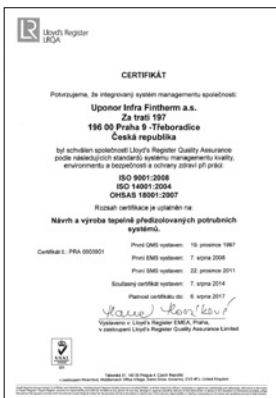 Lloyd's Register
LRQA
CERTIFIKÁT
Potvrzujeme, že integrovaný systém managementu společnosti:
Uponor Infra Fintherm a.s.
Za tratí 197
196 00 Praha 9 -Třeboradice
Česká republika
byl schválen společností Lloyd's Register Quality Assurance
podle následujících standardů systému managementu kvality,
environmentu a bezpečnosti a ochrany zdraví při práci:
ISO 9001:2008
ISO 14001:2004
OHSAS 18001:2007
Rozsah certifikace je uplatněn na:
Návrh a výroba tepelně předizolovaných potrubních
systémů.
Certifikát č.: PRA 0003901
První QMS vystaven: 19. prosince 1997
První EMS vystaven: 7. srpna 2008
První SMS vystaven: 22. prosince 2011
Současný certifikát vystaven: 7. srpna 2014
Platnost certifikátu do: 6. srpna 2017
Vystaveno v: Lloyd's Register EMEA, Praha,
v zastoupení Lloyd's Register Quality Assurance Limited
UKAS